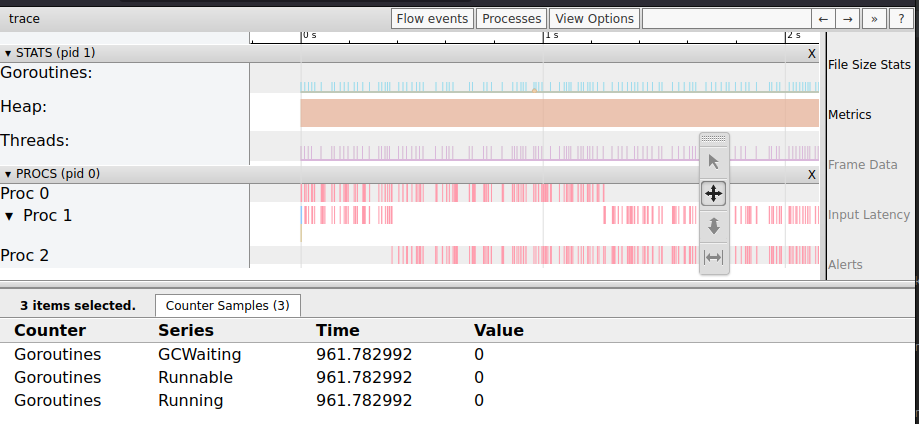 trace Flow events Processes View Options ← → » ?
0 s 1 s 2 s
▼ STATS (pid 1) X
Goroutines:
Heap:
Threads:
▼ PROCS (pid 0) X
Proc 0
▼ Proc 1
Proc 2
File Size Stats
Metrics
Frame Data
Input Latency
Alerts
3 items selected. Counter Samples (3)
Counter Series Time Value
Goroutines GCWaiting 961.782992 0
Goroutines Runnable 961.782992 0
Goroutines Running 961.782992 0